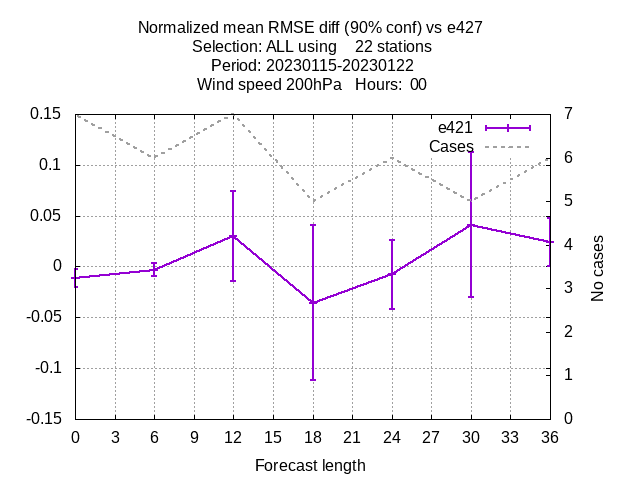 Normalized mean RMSE diff (90% conf) vs e427
Selection: ALL using    22 stations
Period: 20230115-20230122
Wind speed 200hPa   Hours:  00
0.15
0.1
0.05
0
-0.05
-0.1
-0.15
e421
Cases
7
6
5
4
3
2
1
0
No cases
0 3 6 9 12 15 18 21 24 27 30 33 36
Forecast length